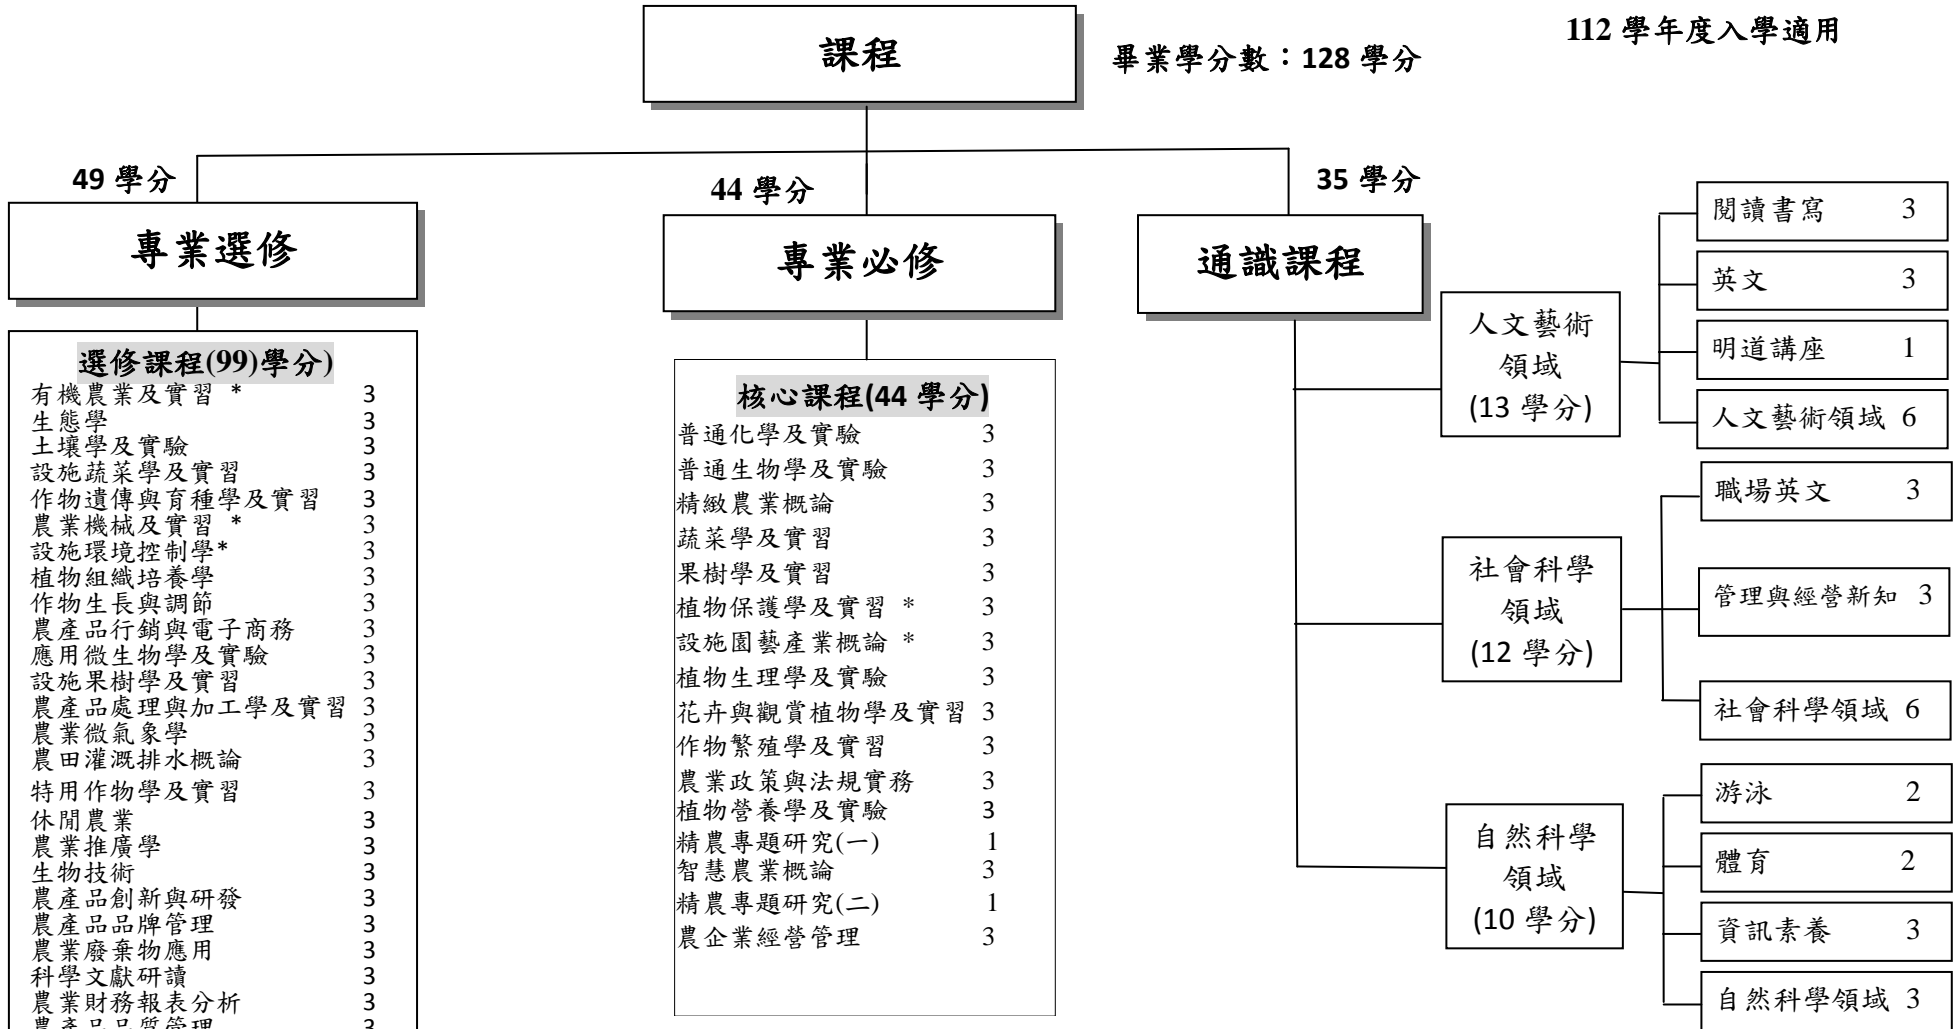 112 學年度入學適用
課程
畢業學分數：128 學分
49 學分
專業選修
選修課程(99)學分)
有機農業及實習 * 3
生態學 3
土壤學及實驗 3
設施蔬菜學及實習 3
作物遺傳與育種學及實習 3
農業機械及實習 * 3
設施環境控制學* 3
植物組織培養學 3
作物生長與調節 3
農產品行銷與電子商務 3
應用微生物學及實驗 3
設施果樹學及實習 3
農產品處理與加工學及實習 3
農業微氣象學 3
農田灌溉排水概論 3
特用作物學及實習 3
休閒農業 3
農業推廣學 3
生物技術 3
農產品創新與研發 3
農產品品牌管理 3
農業廢棄物應用 3
科學文獻研讀 3
農業財務報表分析 3
農產品品質管理 3
44 學分
專業必修
核心課程(44 學分)
普通化學及實驗 3
普通生物學及實驗 3
精緻農業概論 3
蔬菜學及實習 3
果樹學及實習 3
植物保護學及實習 * 3
設施園藝產業概論 * 3
植物生理學及實驗 3
花卉與觀賞植物學及實習 3
作物繁殖學及實習 3
農業政策與法規實務 3
植物營養學及實驗 3
精農專題研究(一) 1
智慧農業概論 3
精農專題研究(二) 1
農企業經營管理 3
35 學分
通識課程
人文藝術
領域
(13 學分)
閱讀書寫 3
英文 3
明道講座 1
人文藝術領域 6
社會科學
領域
(12 學分)
職場英文 3
管理與經營新知 3
社會科學領域 6
自然科學
領域
(10 學分)
游泳 2
體育 2
資訊素養 3
自然科學領域 3